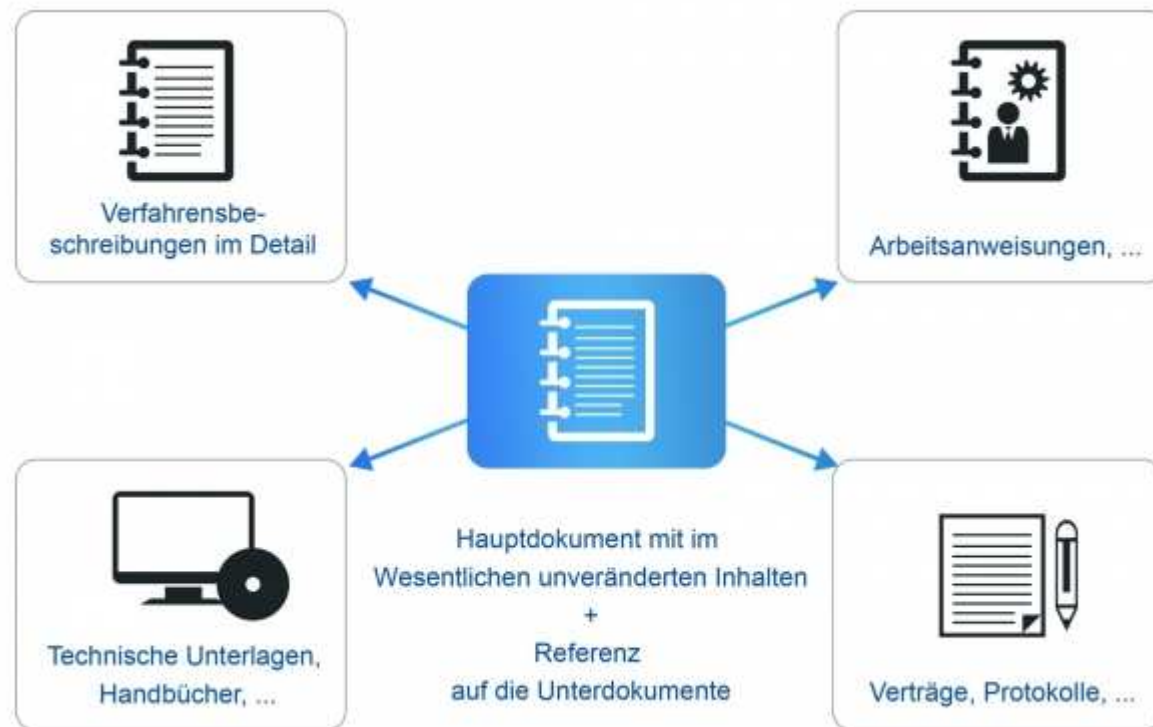 Verfahrensbe-
schreibungen im Detail
Arbeitsanweisungen, ...
Hauptdokument mit im
Wesentlichen unveränderten Inhalten
+
Referenz
auf die Unterdokumente
Technische Unterlagen,
Handbücher, ...
Verträge, Protokolle, ...